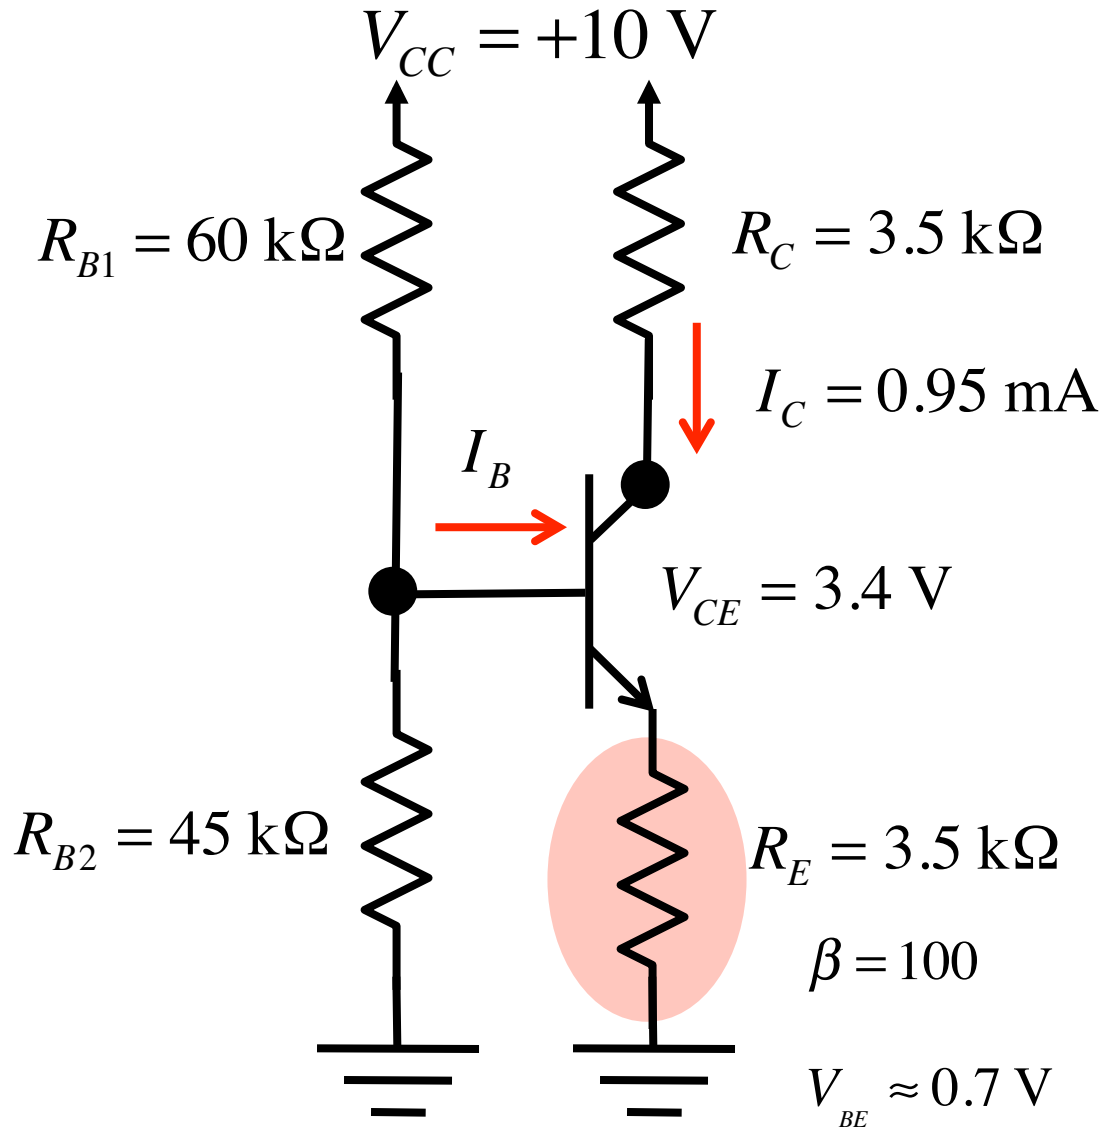 V_CC = +10 V
R_B1 = 60 kΩ
R_C = 3.5 kΩ
I_C = 0.95 mA
I_B
V_CE = 3.4 V
R_B2 = 45 kΩ
R_E = 3.5 kΩ
β = 100
V_BE ≈ 0.7 V